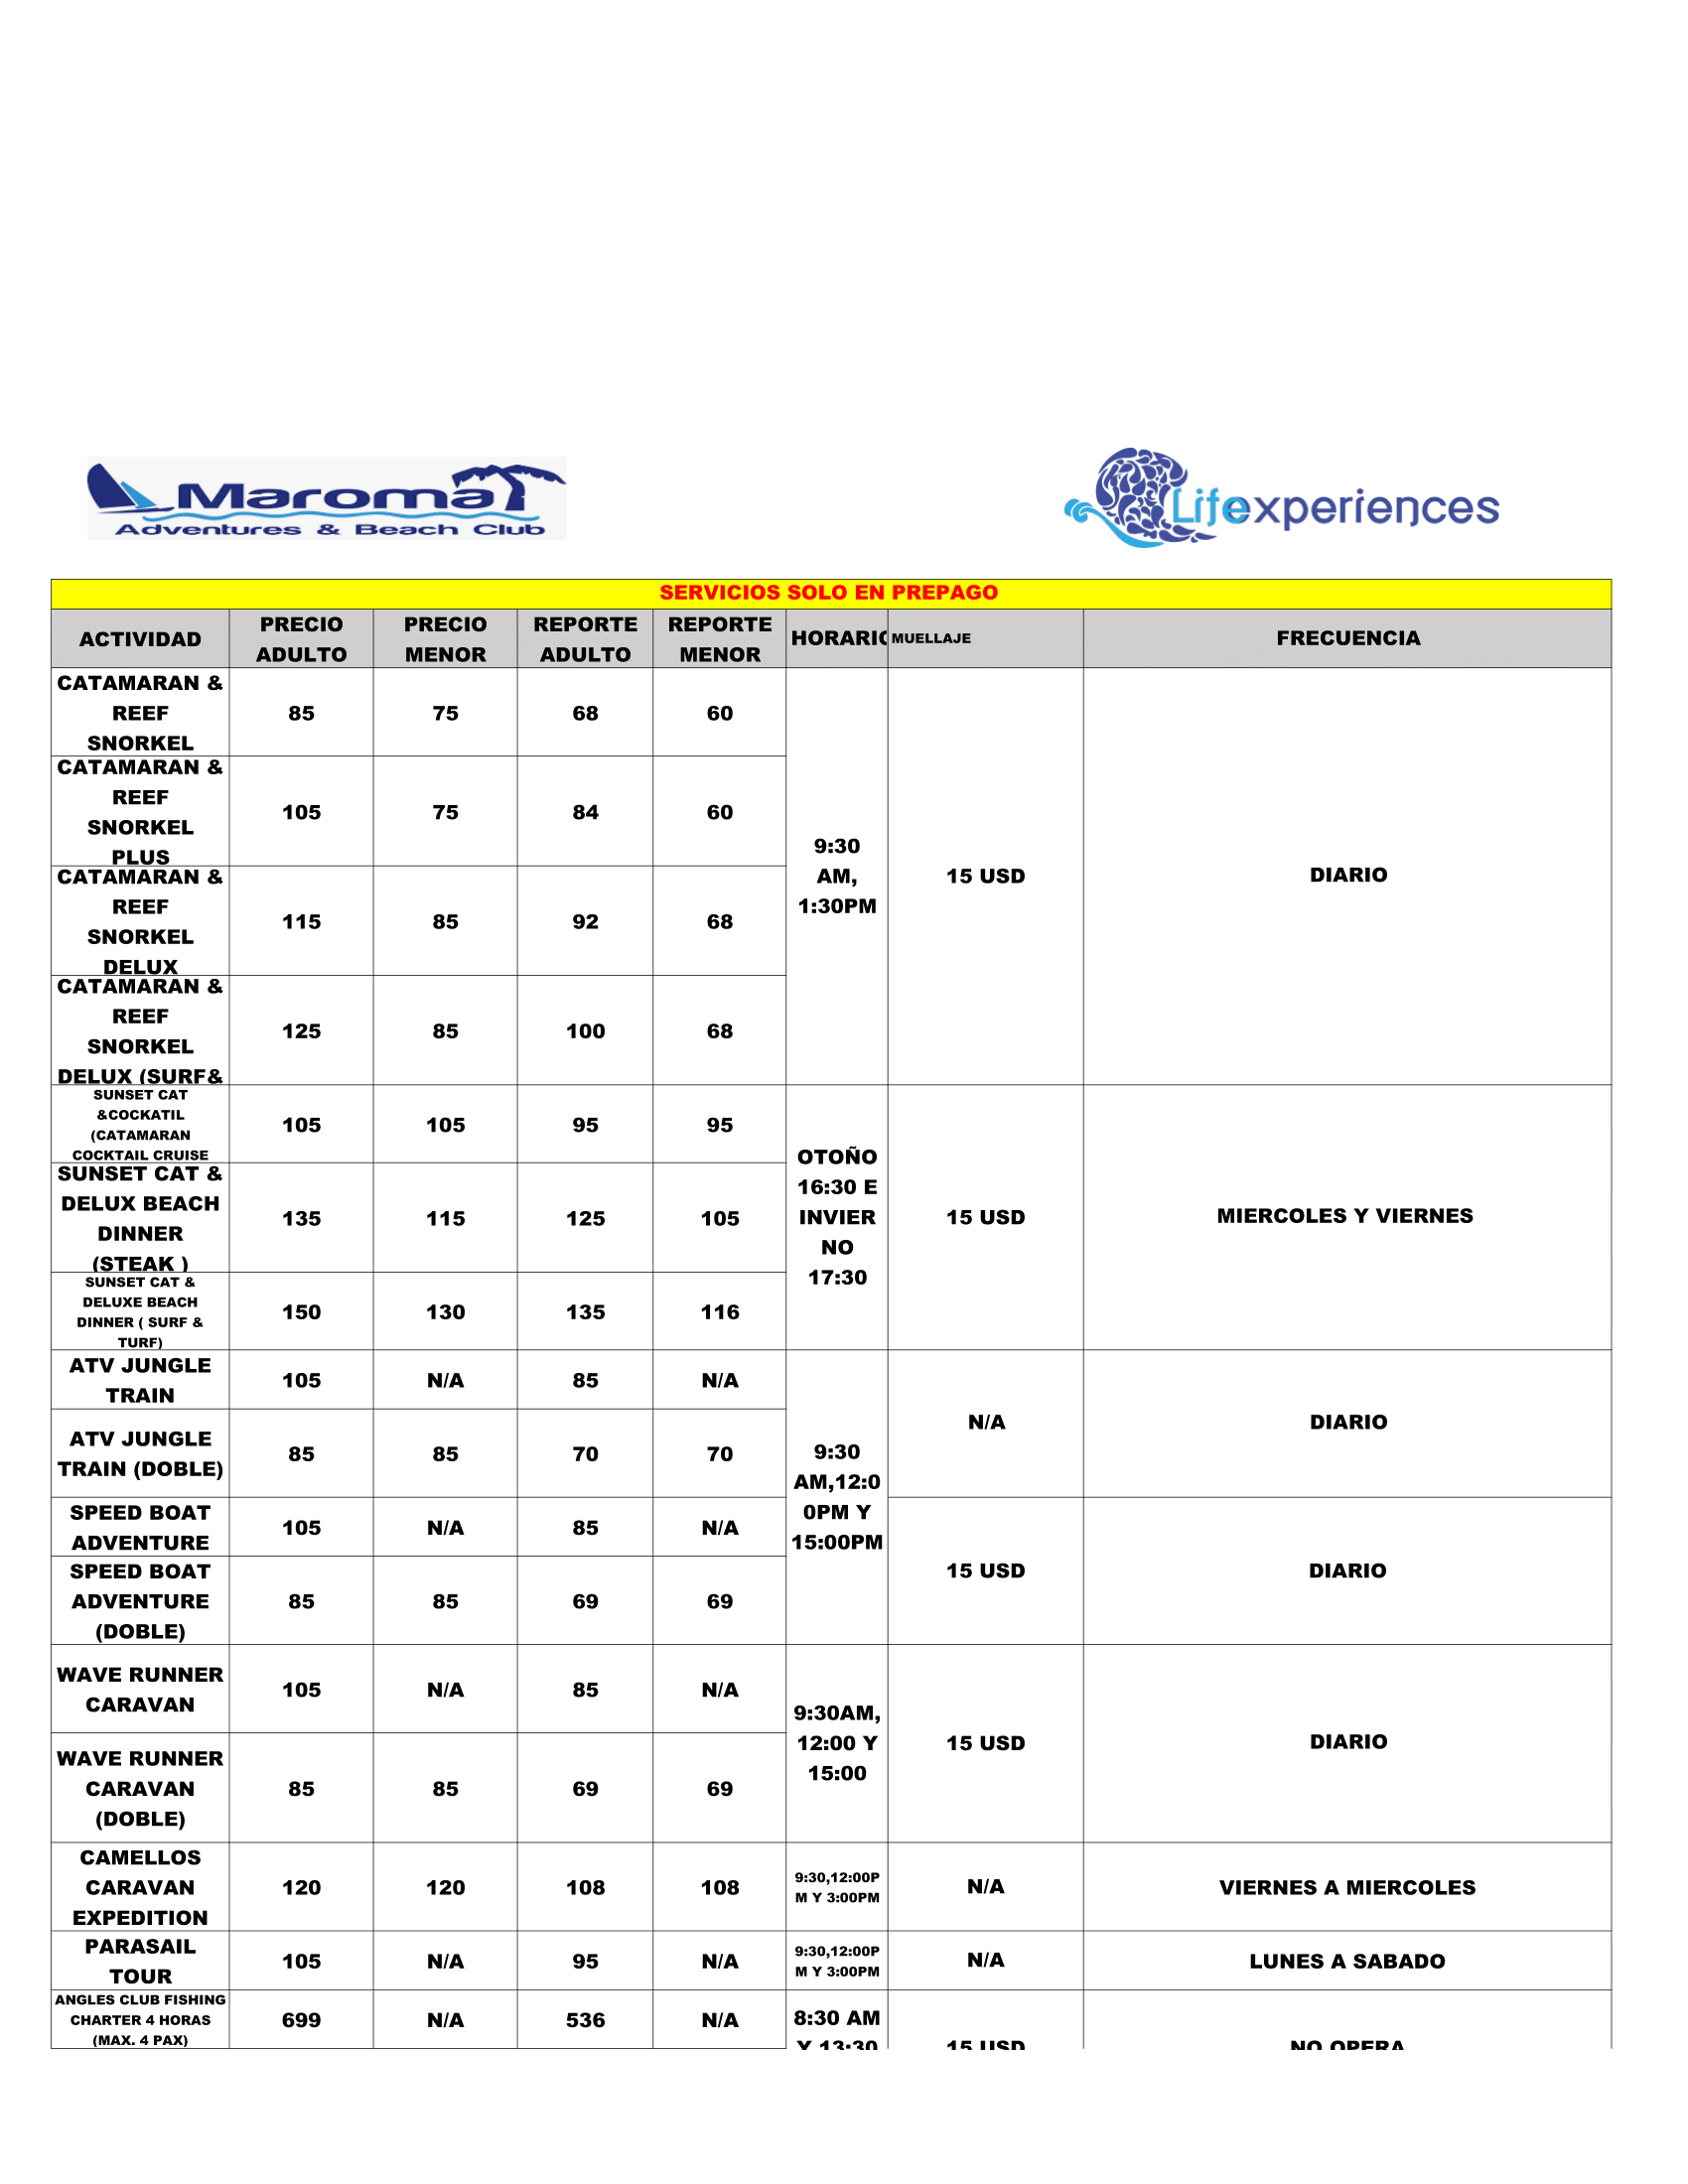 Maroma
Adventures & Beach Club
Lifexperiences
SERVICIOS SOLO EN PREPAGO
ACTIVIDAD
PRECIO
ADULTO
PRECIO
MENOR
REPORTE
ADULTO
REPORTE
MENOR
HORARIO
MUELLAJE
FRECUENCIA
CATAMARAN &
REEF
SNORKEL
85
75
68
60
9:30
AM,
1:30PM
15 USD
DIARIO
CATAMARAN &
REEF
SNORKEL
PLUS
105
75
84
60
CATAMARAN &
REEF
SNORKEL
DELUX
115
85
92
68
CATAMARAN &
REEF
SNORKEL
DELUX (SURF&
125
85
100
68
SUNSET CAT
&COCKATIL
(CATAMARAN
COCKTAIL CRUISE
105
105
95
95
OTOÑO
16:30 E
INVIER
NO
17:30
15 USD
MIERCOLES Y VIERNES
SUNSET CAT &
DELUX BEACH
DINNER
(STEAK )
135
115
125
105
SUNSET CAT &
DELUXE BEACH
DINNER ( SURF &
TURF)
150
130
135
116
ATV JUNGLE
TRAIN
105
N/A
85
N/A
9:30
AM,12:0
0PM Y
15:00PM
N/A
DIARIO
ATV JUNGLE
TRAIN (DOBLE)
85
85
70
70
SPEED BOAT
ADVENTURE
105
N/A
85
N/A
15 USD
DIARIO
SPEED BOAT
ADVENTURE
(DOBLE)
85
85
69
69
WAVE RUNNER
CARAVAN
105
N/A
85
N/A
9:30AM,
12:00 Y
15:00
15 USD
DIARIO
WAVE RUNNER
CARAVAN
(DOBLE)
85
85
69
69
CAMELLOS
CARAVAN
EXPEDITION
120
120
108
108
9:30,12:00P
M Y 3:00PM
N/A
VIERNES A MIERCOLES
PARASAIL
TOUR
105
N/A
95
N/A
9:30,12:00P
M Y 3:00PM
N/A
LUNES A SABADO
ANGLES CLUB FISHING
CHARTER 4 HORAS
(MAX. 4 PAX)
699
N/A
536
N/A
8:30 AM
Y 13:30
15 USD
NO OPERA